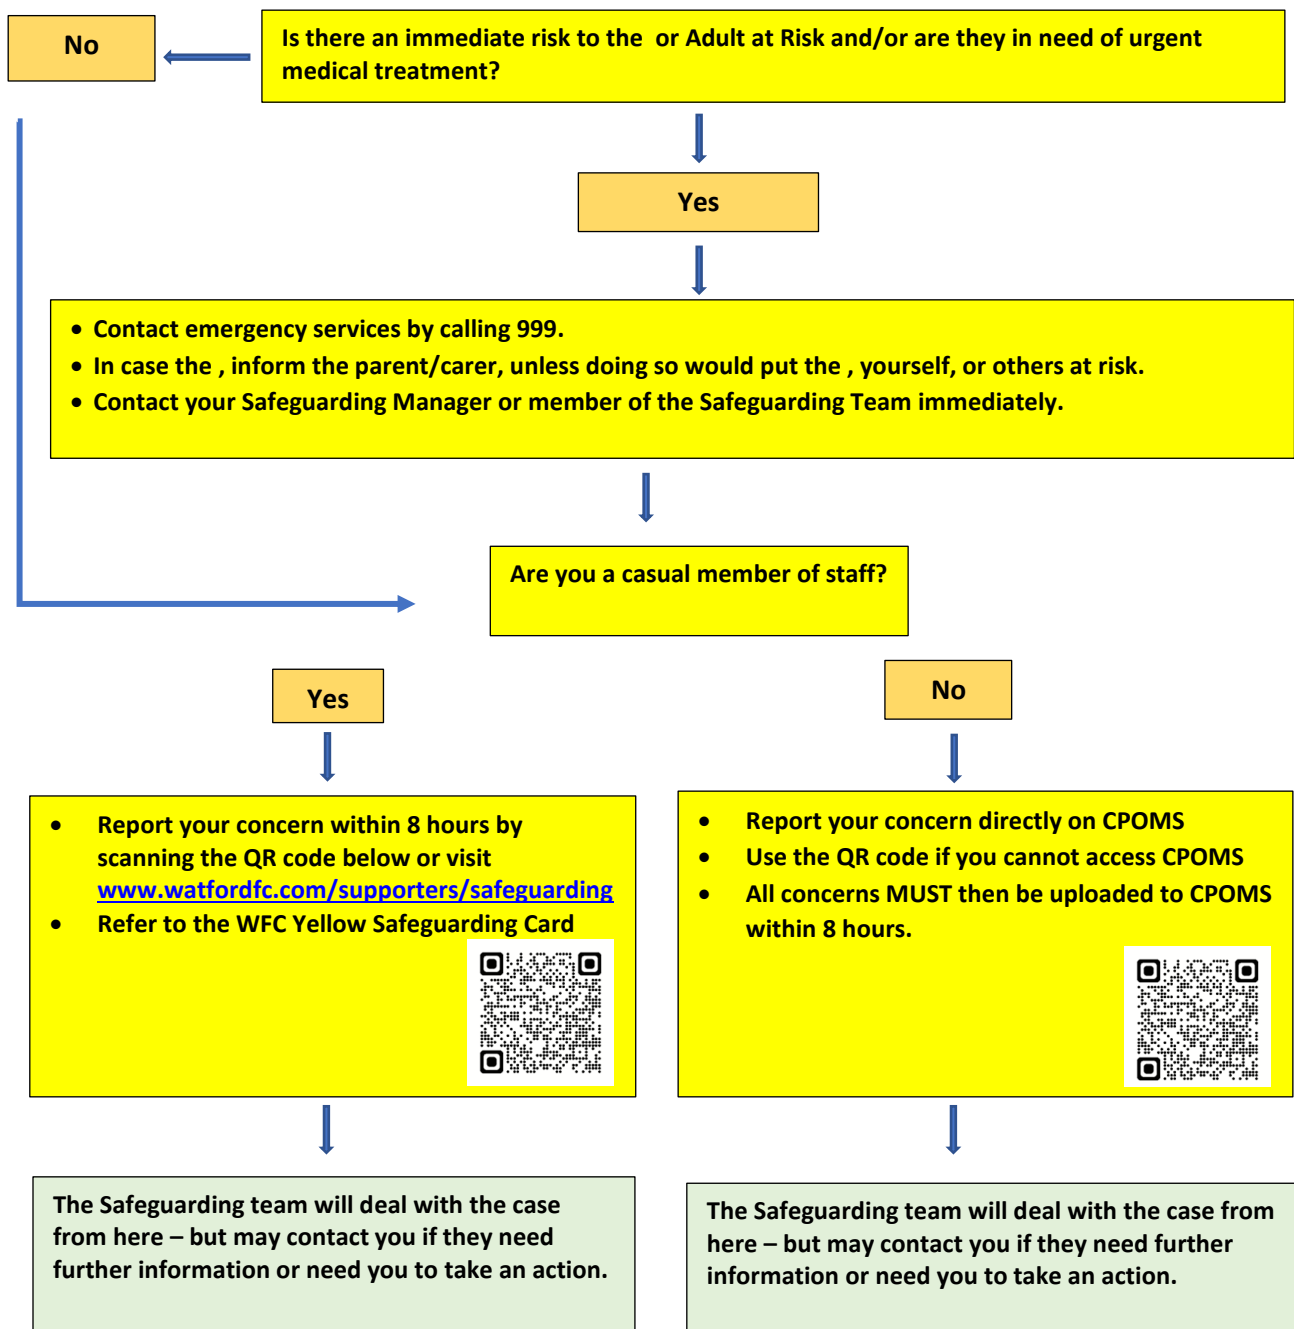 No
Is there an immediate risk to the  or Adult at Risk and/or are they in need of urgent
medical treatment?
Yes
• Contact emergency services by calling 999.
• In case the , inform the parent/carer, unless doing so would put the , yourself, or others at risk.
• Contact your Safeguarding Manager or member of the Safeguarding Team immediately.
Are you a casual member of staff?
Yes
No
• Report your concern within 8 hours by
scanning the QR code below or visit
www.watfordfc.com/supporters/safeguarding
• Refer to the WFC Yellow Safeguarding Card
• Report your concern directly on CPOMS
• Use the QR code if you cannot access CPOMS
• All concerns MUST then be uploaded to CPOMS
within 8 hours.
The Safeguarding team will deal with the case
from here – but may contact you if they need
further information or need you to take an action.
The Safeguarding team will deal with the case from
here – but may contact you if they need further
information or need you to take an action.